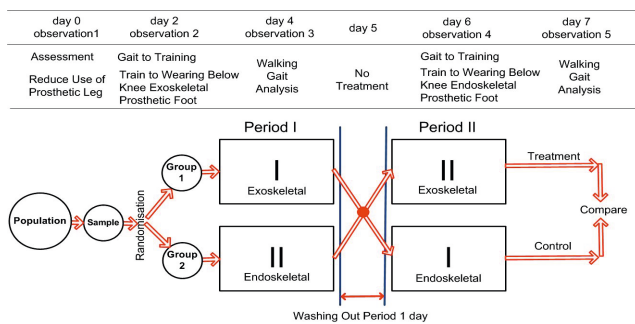 day 0
observation1
day 2
observation 2
day 4
observation 3
day 5
day 6
observation 4
day 7
observation 5
Assessment
Reduce Use of
Prosthetic Leg
Gait to Training
Train to Wearing Below
Knee Exoskeletal
Prosthetic Foot
Walking
Gait
Analysis
No
Treatment
Gait to Training
Train to Wearing Below
Knee Endoskeletal
Prosthetic Foot
Walking
Gait
Analysis
Period I
Period II
Population
Sample
Randomisation
Group
1
Group
2
I
Exoskeletal
II
Endoskeletal
II
Exoskeletal
I
Endoskeletal
Treatment
Compare
Control
Washing Out Period 1 day